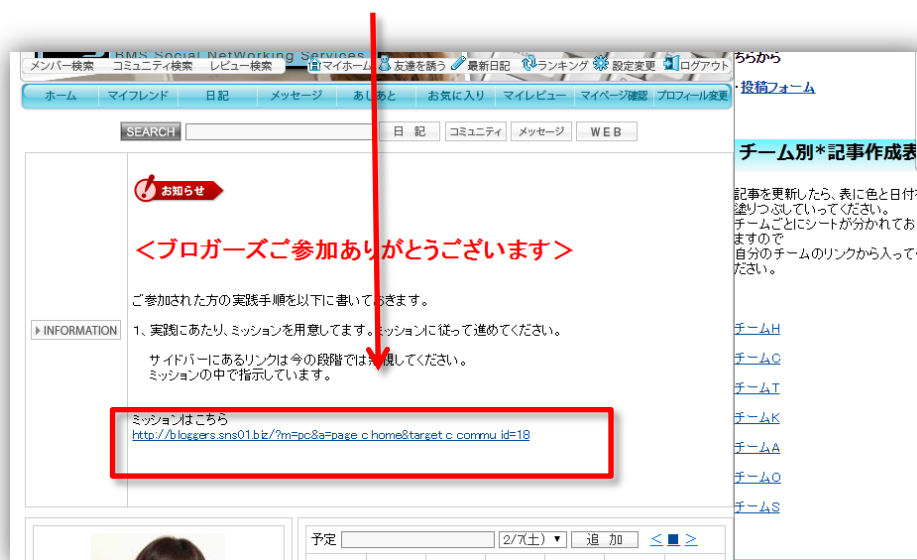 BMS Social NetWorking Services
メンバー検索 コミュニティ検索 レビュー検索 マイホーム 友達を誘う 最新日記 ランキング 設定変更 ログアウト
ホーム マイフレンド 日記 メッセージ あしあと お気に入り マイレビュー マイページ確認 プロフィール変更
SEARCH 日 記 コミュニティ メッセージ WEB
お知らせ
＜ブロガーズご参加ありがとうございます＞
ご参加された方の実践手順を以下に書いておきます。
INFORMATION
1、実践にあたり、ミッションを用意してます。ミッションに従って進めてください。
サイドバーにあるリンクは今の段階では無視してください。
ミッションの中で指示しています。
ミッションはこちら
http://bloggers.sns01.biz/?m=pc&a=page_c_home&target_c_commu_id=18
予定 2/7(土) ▼ 追 加 ＜ ■ ＞
ちらから
・投稿フォーム
チーム別*記事作成表
記事を更新したら、表に色と日付を
塗りつぶしていってください。
チームごとにシートが分かれてお
ますので
自分のチームのリンクから入って
ださい。
チームH
チームC
チームT
チームK
チームA
チームO
チームS